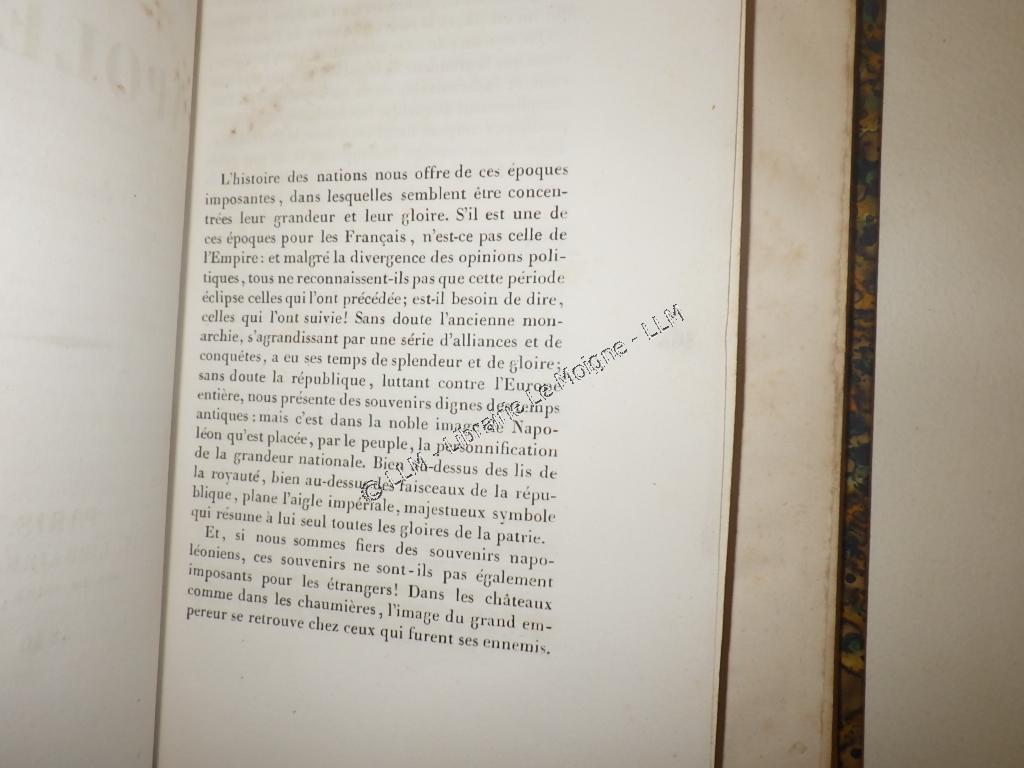 POLE
L'histoire des nations nous offre de ces époques
imposantes, dans lesquelles semblent être concen-
trées leur grandeur et leur gloire. S'il est une de
ces époques pour les Français, n'est-ce pas celle de
l'Empire: et malgré la divergence des opinions poli-
tiques, tous ne reconnaissent-ils pas que cette période
éclipse celles qui l'ont précédée; est-il besoin de dire,
celles qui l'ont suivie! Sans doute l'ancienne mon-
archie, s'agrandissant par une série d'alliances et de
conquêtes, a eu ses temps de splendeur et de gloire;
sans doute la république, luttant contre l'Europe
entière, nous présente des souvenirs dignes des temps
antiques; mais c'est dans la noble image de Napo-
léon qu'est placée, par le peuple, la personnification
de la grandeur nationale. Bien au-dessus des lis de
la royauté, bien au-dessus des faisceaux de la répu-
blique, plane l'aigle impériale, majestueux symbole
qui résume à lui seul toutes les gloires de la patrie.
Et, si nous sommes fiers des souvenirs napo-
léoniens, ces souvenirs ne sont-ils pas également
imposants pour les étrangers! Dans les châteaux
comme dans les chaumières, l'image du grand em-
pereur se retrouve chez ceux qui furent ses ennemis.
© LLM - Librairie Le Moigne - LLM